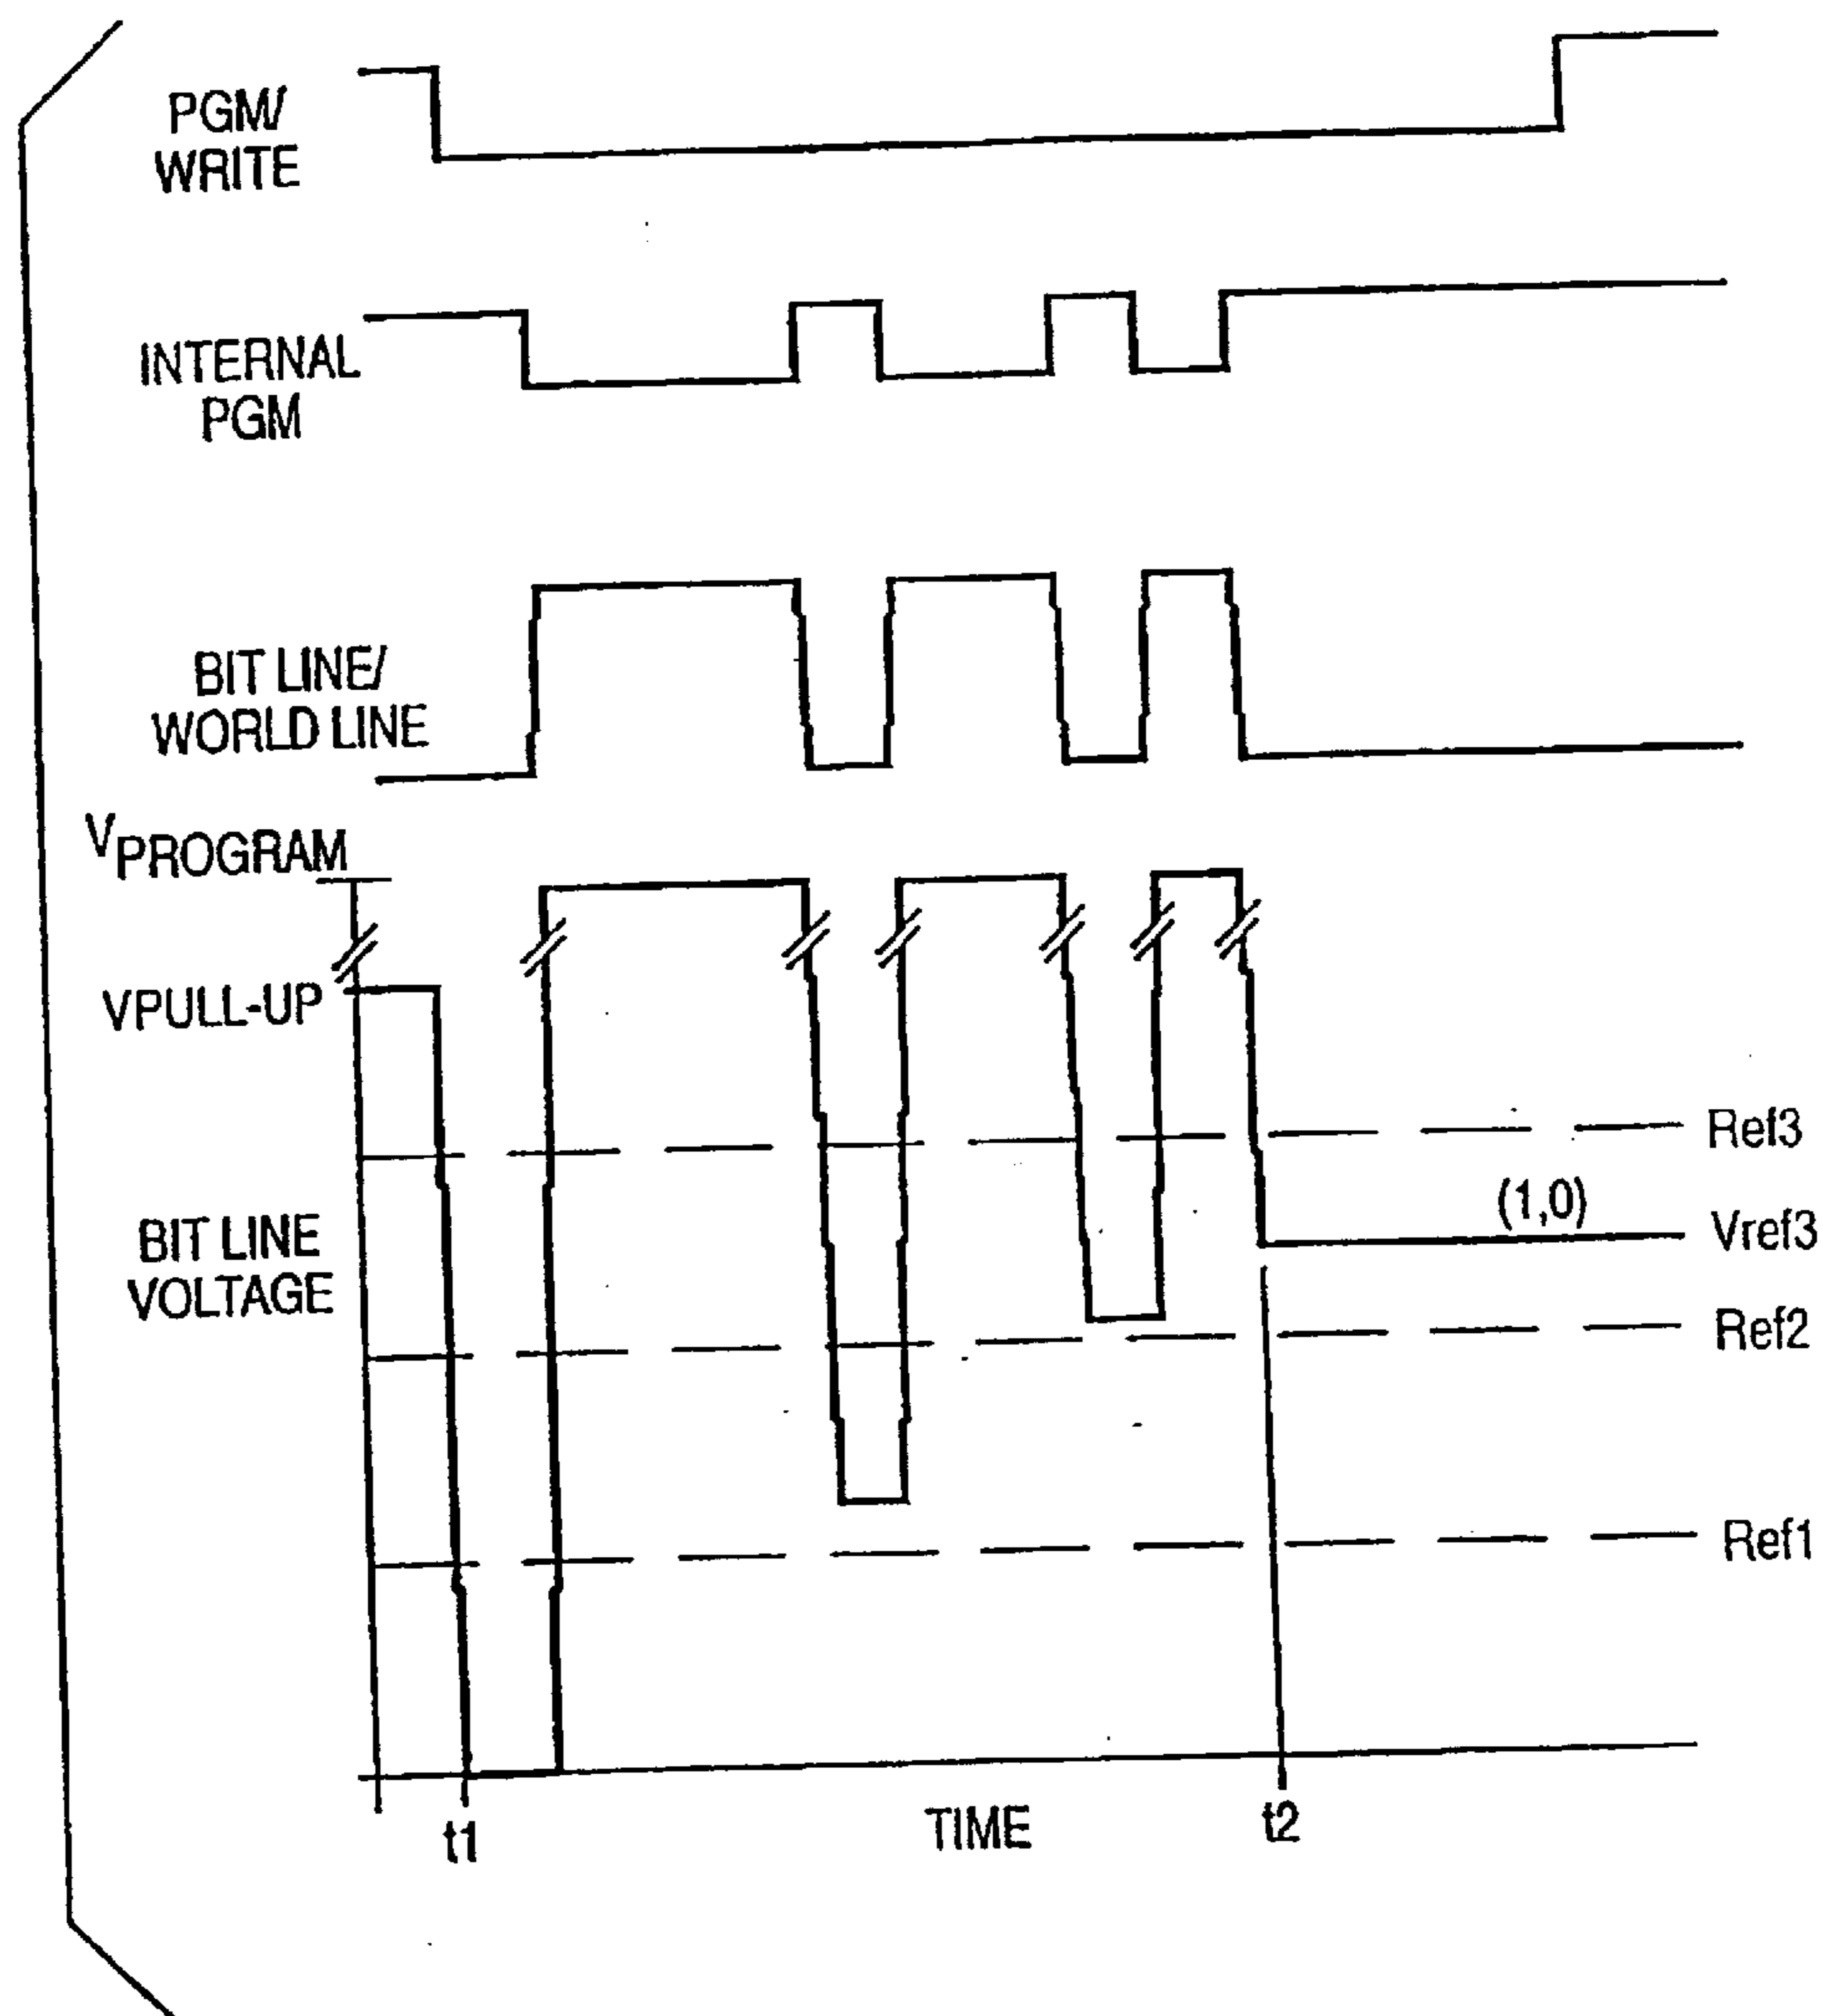 PGM/
WRITE
INTERNAL
PGM
BIT LINE/
WORLD LINE
VPROGRAM
VPULL-UP
Ref3
(1,0)
Vref3
BIT LINE
VOLTAGE
Ref2
Ref1
t1
TIME
t2